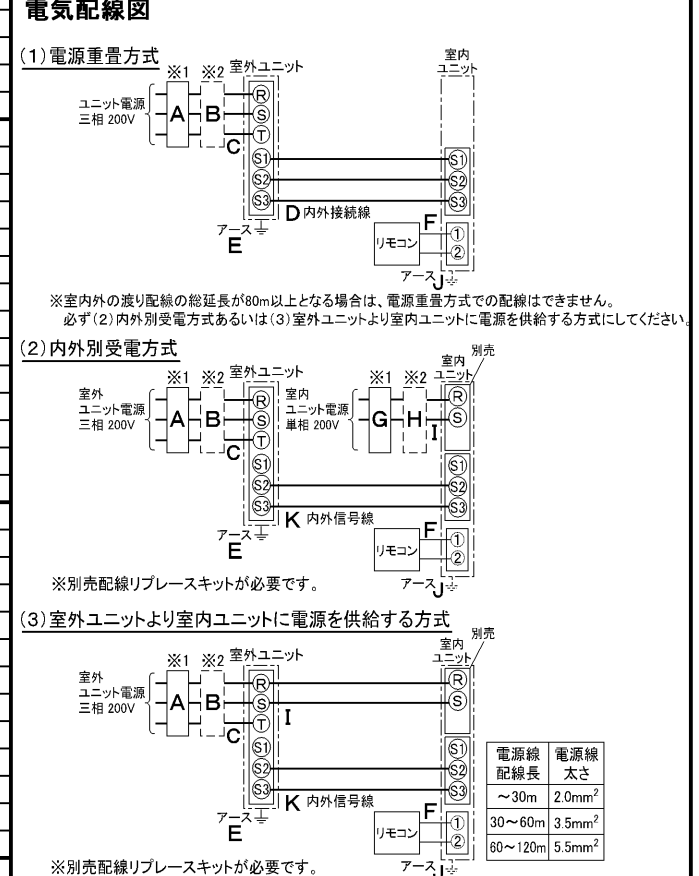 電気配線図
(1)電源重畳方式
※1 ※2 室外ユニット
室内
ユニット
ユニット電源
三相 200V
A B C
R
S
T
S1 S1
S2 S2
S3 S3
D 内外接続線
アース
E
リモコン
F
①
②
アース J
※室内外の渡り配線の総延長が80m以上となる場合は、電源重畳方式での配線はできません。
必ず(2)内外別受電方式あるいは(3)室外ユニットより室内ユニットに電源を供給する方式にしてください。
(2)内外別受電方式
※1 ※2 室外ユニット
※1 ※2
室内
ユニット
別売
室外
ユニット電源
三相 200V
A B C
R
S
T
室内
ユニット電源
単相 200V
G H I
R
S
S1 S1
S2 S2
S3 S3
K 内外信号線
アース
E
リモコン
F
①
②
アース J
※別売配線リプレースキットが必要です。
(3)室外ユニットより室内ユニットに電源を供給する方式
※1 ※2 室外ユニット
室内
ユニット
別売
室外
ユニット電源
三相 200V
A B C
R R
S S
T
I
S1 S1
S2 S2
S3 S3
K 内外信号線
アース
E
リモコン
F
①
②
アース J
※別売配線リプレースキットが必要です。
電源線 電源線
配線長 太さ
～30m 2.0mm²
30～60m 3.5mm²
60～120m 5.5mm²